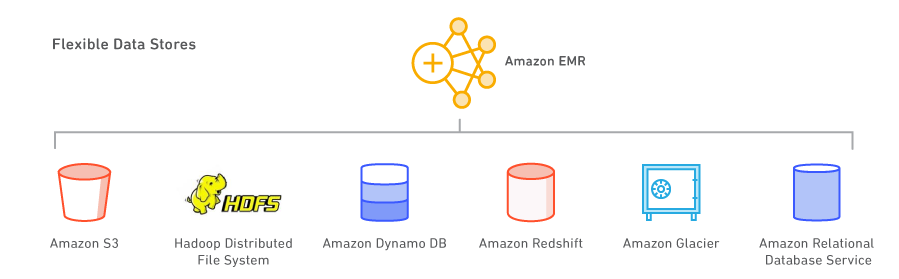 Flexible Data Stores
Amazon EMR
HDFS
Amazon S3
Hadoop Distributed
File System
Amazon Dynamo DB
Amazon Redshift
Amazon Glacier
Amazon Relational
Database Service